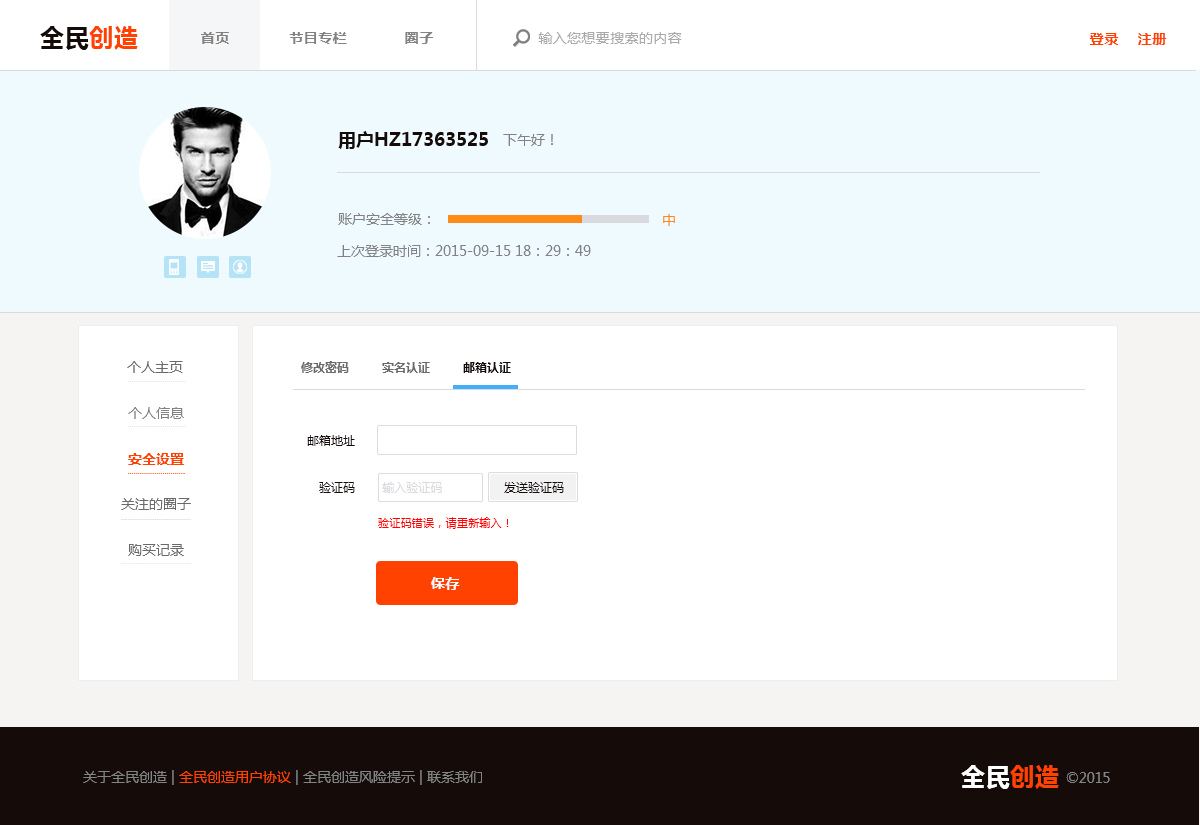 全民创造 首页 节目专栏 圈子 输入您想要搜索的内容 登录 注册
用户HZ17363525 下午好！
账户安全等级： 中
上次登录时间：2015-09-15 18：29：49
个人主页
个人信息
安全设置
关注的圈子
购买记录
修改密码 实名认证 邮箱认证
邮箱地址
验证码 输入验证码 发送验证码
验证码错误，请重新输入！
保存
关于全民创造 | 全民创造用户协议 | 全民创造风险提示 | 联系我们
全民创造 ©2015